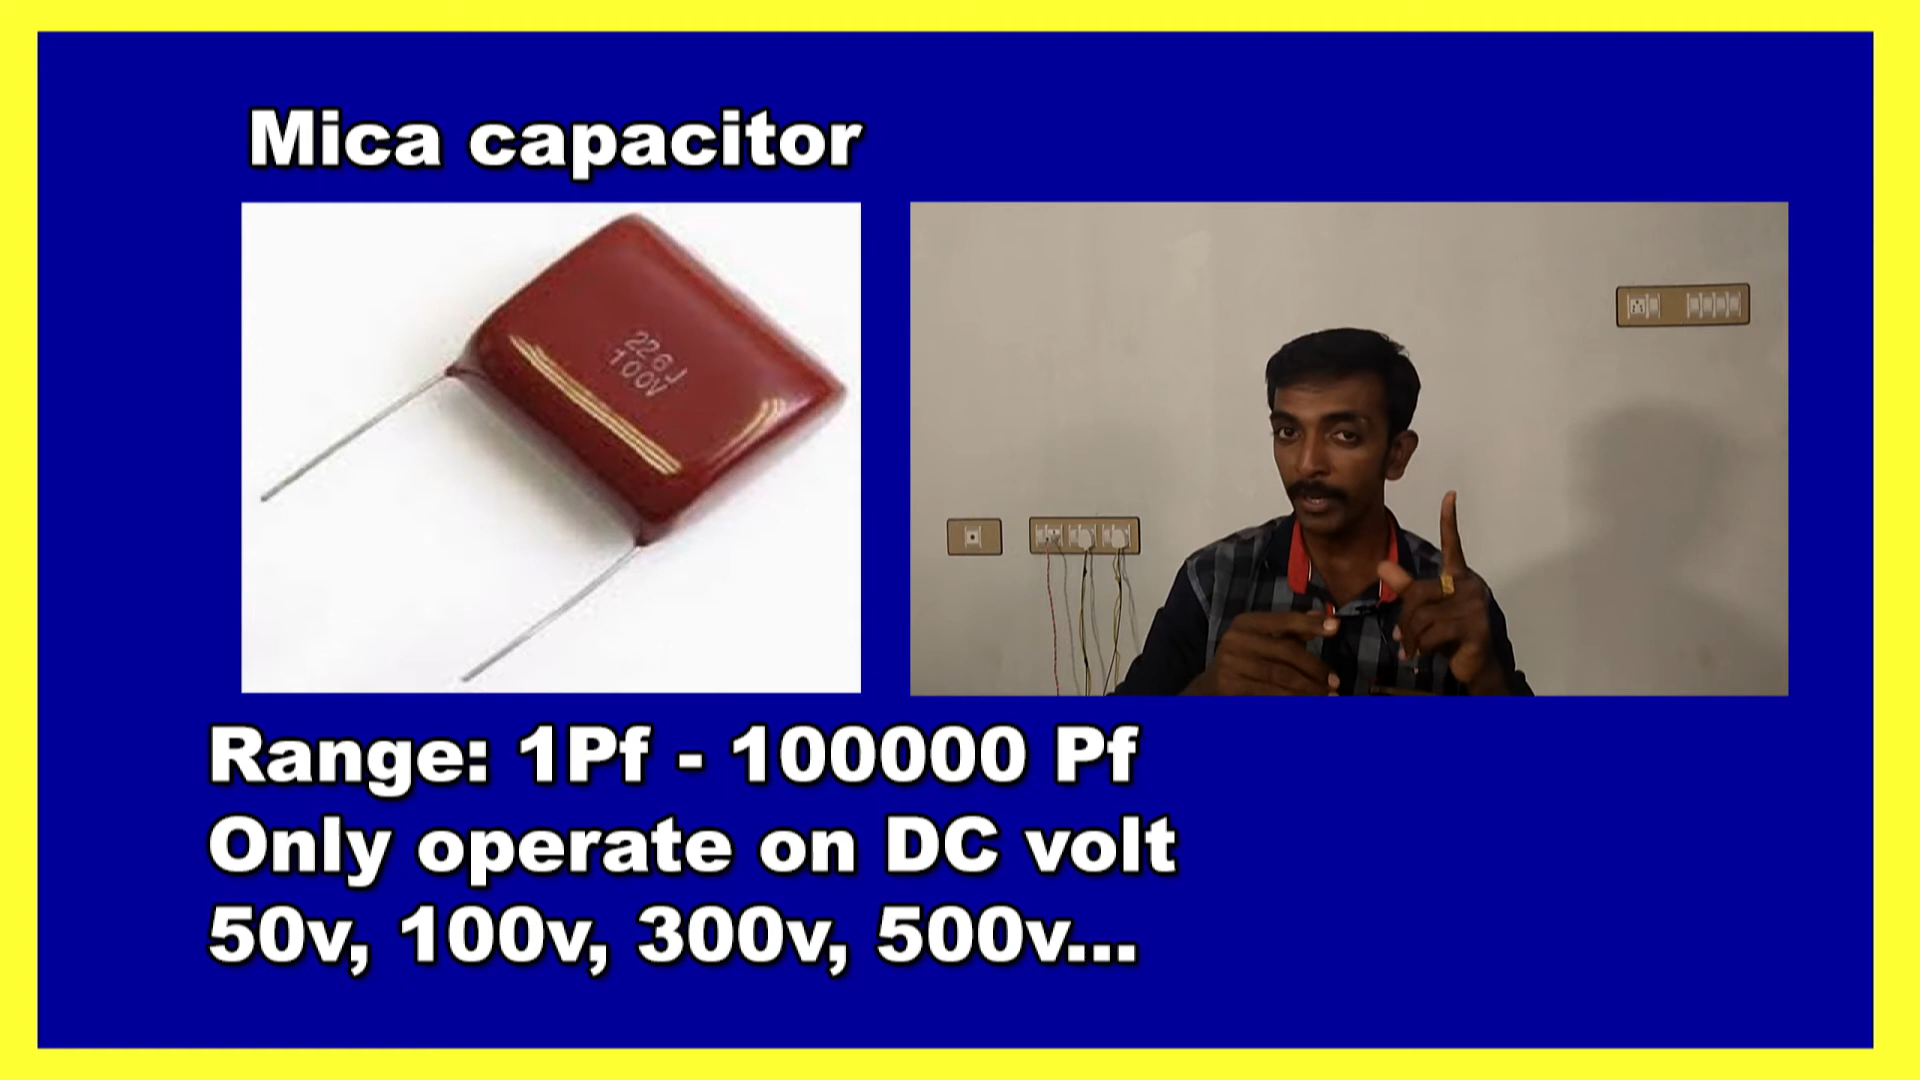 Mica capacitor
226J
100V
Range: 1Pf - 100000 Pf
Only operate on DC volt
50v, 100v, 300v, 500v...